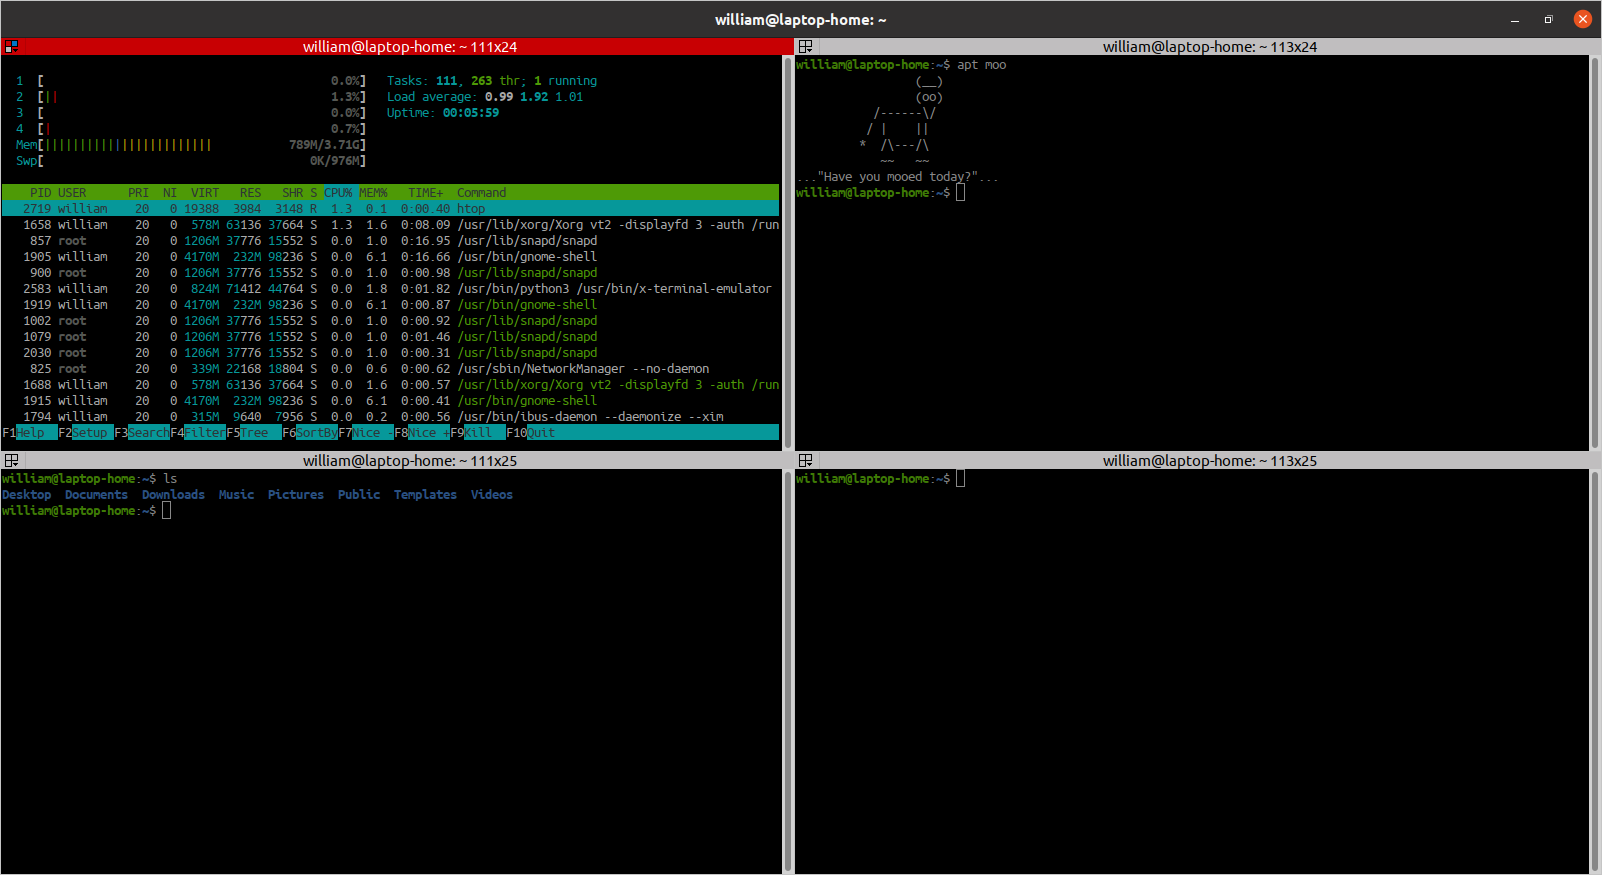 william@laptop-home: ~
william@laptop-home: ~ 111x24
1  [ 0.0%] Tasks: 111, 263 thr; 1 running
2  [|| 1.3%] Load average: 0.99 1.92 1.01
3  [ 0.0%] Uptime: 00:05:59
4  [| 0.7%]
Mem[|||||||||||||||||||||||| 789M/3.71G]
Swp[ 0K/976M]
PID USER PRI NI VIRT RES SHR S CPU% MEM% TIME+ Command
2719 william 20 0 19388 3984 3148 R 1.3 0.1 0:00.40 htop
1658 william 20 0 578M 63136 37664 S 1.3 1.6 0:08.09 /usr/lib/xorg/Xorg vt2 -displayfd 3 -auth /run
857 root 20 0 1206M 37776 15552 S 0.0 1.0 0:16.95 /usr/lib/snapd/snapd
1905 william 20 0 4170M 232M 98236 S 0.0 6.1 0:16.66 /usr/bin/gnome-shell
900 root 20 0 1206M 37776 15552 S 0.0 1.0 0:00.98 /usr/lib/snapd/snapd
2583 william 20 0 824M 71412 44764 S 0.0 1.8 0:01.82 /usr/bin/python3 /usr/bin/x-terminal-emulator
1919 william 20 0 4170M 232M 98236 S 0.0 6.1 0:00.87 /usr/bin/gnome-shell
1002 root 20 0 1206M 37776 15552 S 0.0 1.0 0:00.92 /usr/lib/snapd/snapd
1079 root 20 0 1206M 37776 15552 S 0.0 1.0 0:01.46 /usr/lib/snapd/snapd
2030 root 20 0 1206M 37776 15552 S 0.0 1.0 0:00.31 /usr/lib/snapd/snapd
825 root 20 0 339M 22168 18804 S 0.0 0.6 0:00.62 /usr/sbin/NetworkManager --no-daemon
1688 william 20 0 578M 63136 37664 S 0.0 1.6 0:00.57 /usr/lib/xorg/Xorg vt2 -displayfd 3 -auth /run
1915 william 20 0 4170M 232M 98236 S 0.0 6.1 0:00.41 /usr/bin/gnome-shell
1794 william 20 0 315M 9640 7956 S 0.0 0.2 0:00.56 /usr/bin/ibus-daemon --daemonize --xim
F1Help F2Setup F3SearchF4FilterF5Tree F6SortByF7Nice -F8Nice +F9Kill F10Quit
william@laptop-home: ~ 113x24
william@laptop-home:~$ apt moo
                 (__)
                 (oo)
           /------\/
          / |    ||
         *  /\---/\
            ~~   ~~
..."Have you mooed today?"...
william@laptop-home:~$
william@laptop-home: ~ 111x25
william@laptop-home:~$ ls
Desktop  Documents  Downloads  Music  Pictures  Public  Templates  Videos
william@laptop-home:~$
william@laptop-home: ~ 113x25
william@laptop-home:~$